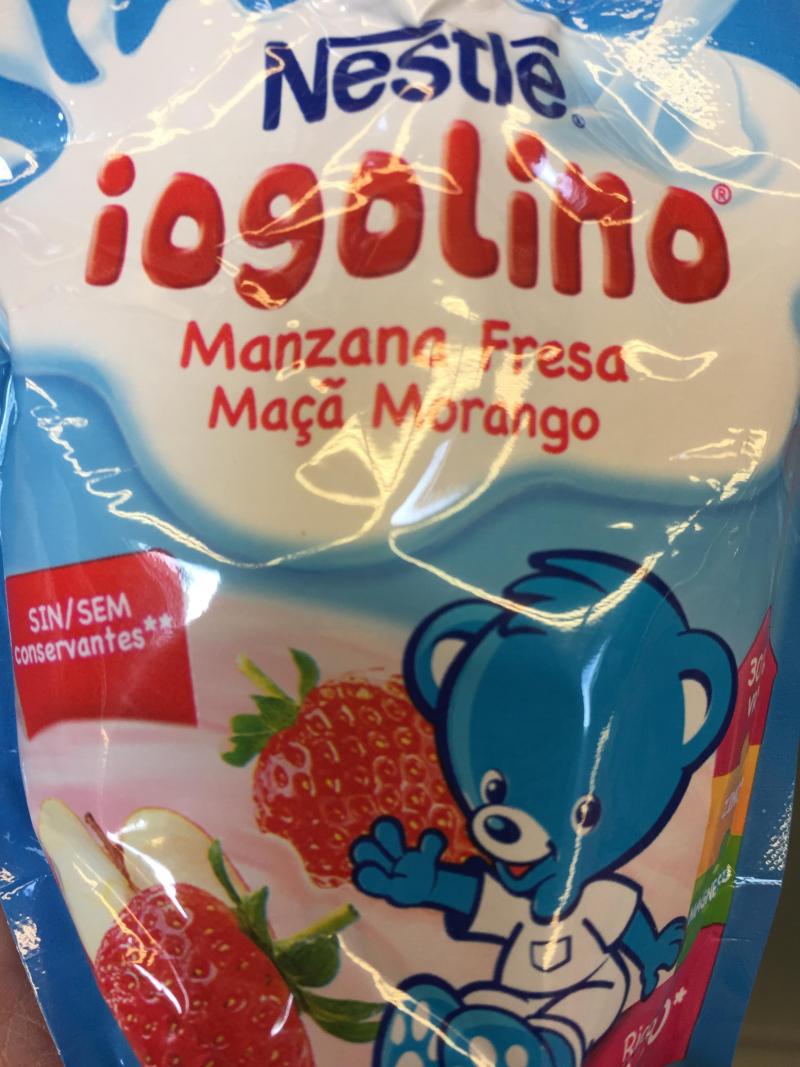 Nestlé®
iogolino®
Manzana Fresa
Maçã Morango
SIN/SEM
conservantes**